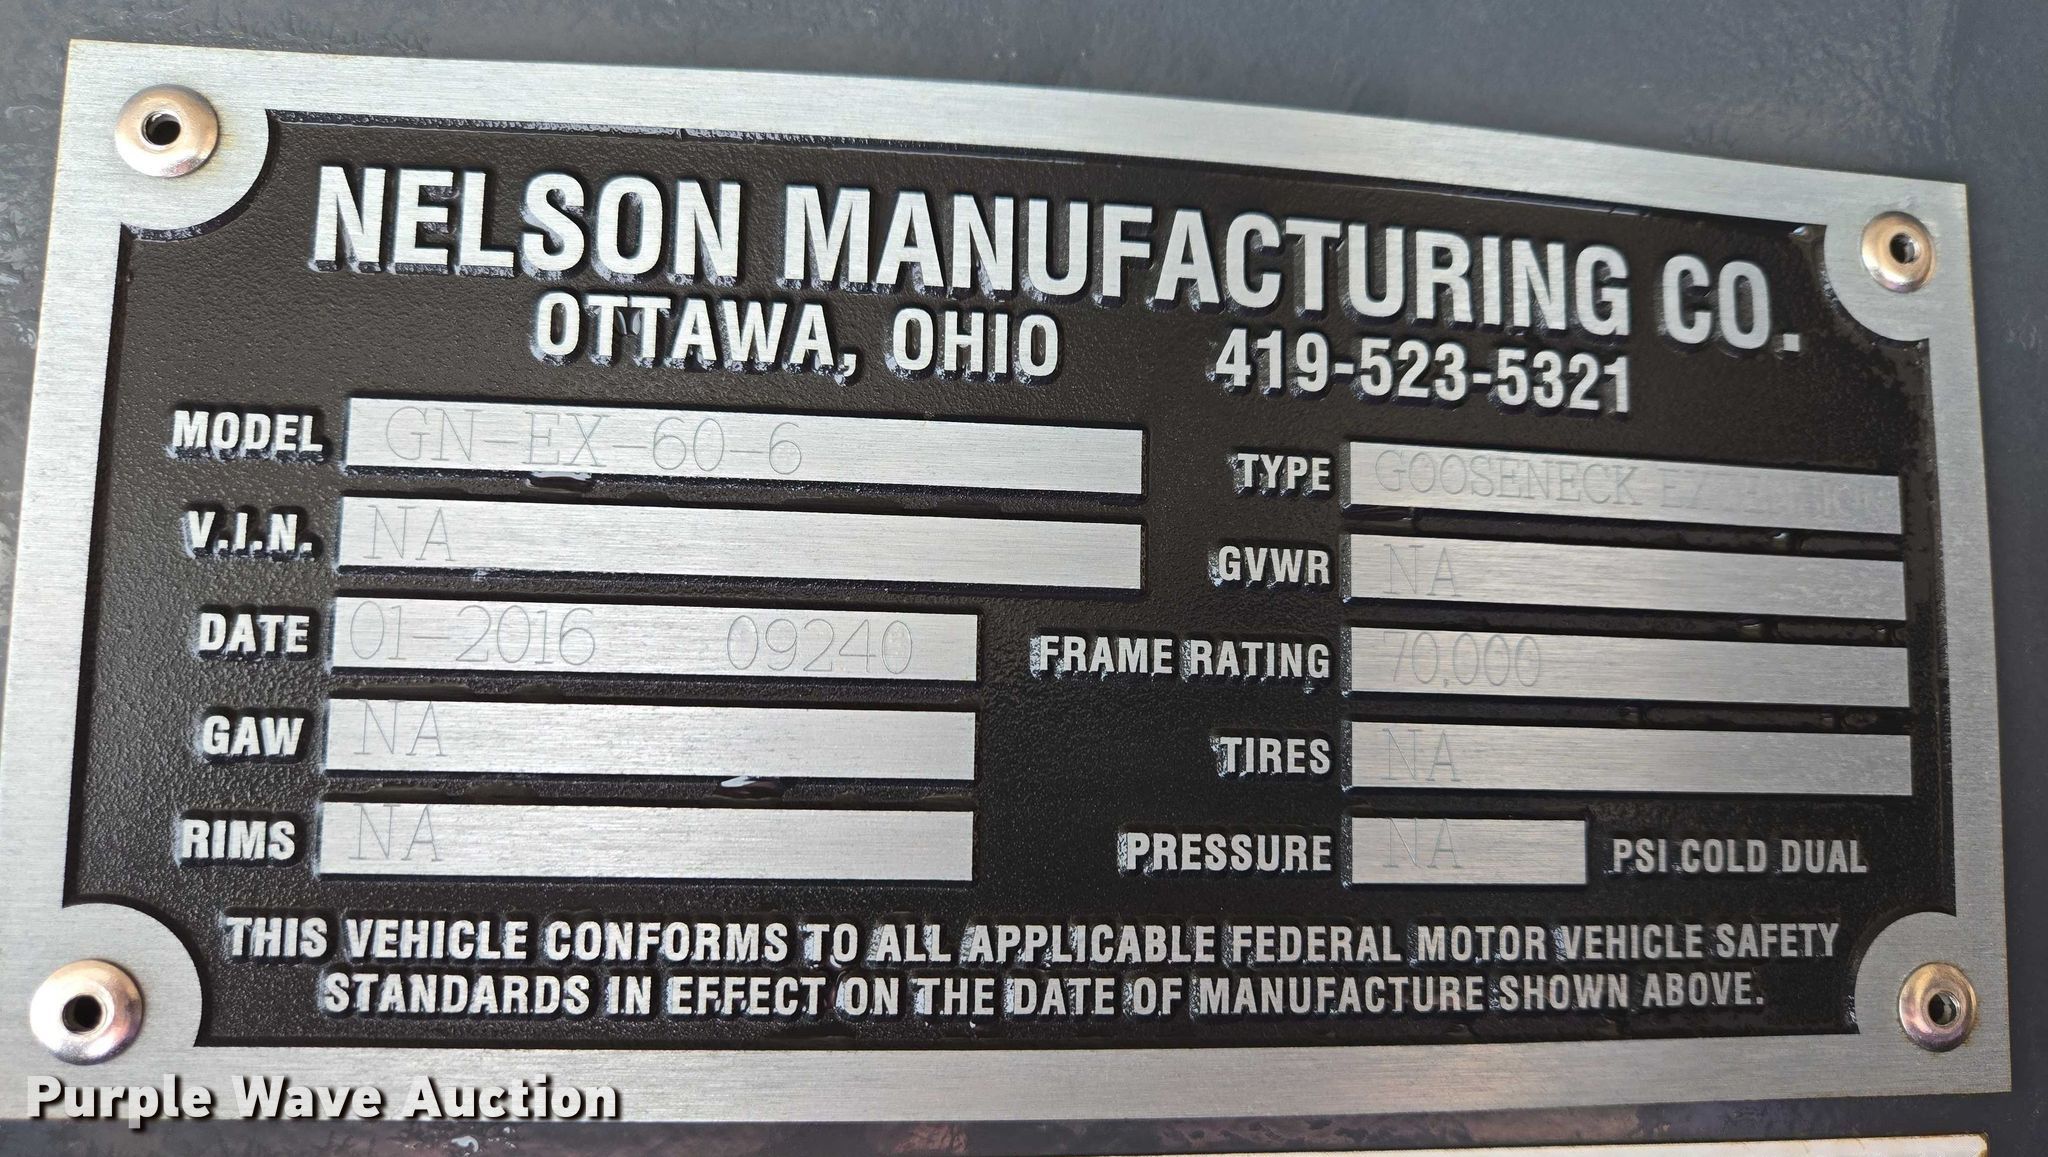 NELSON MANUFACTURING CO.
OTTAWA, OHIO 419-523-5321
MODEL GN-EX-60-6
TYPE GOOSENECK EXTENSION
V.I.N. NA
GVWR NA
DATE 01-2016 09240
FRAME RATING 70,000
GAW NA
TIRES NA
RIMS NA
PRESSURE NA PSI COLD DUAL
THIS VEHICLE CONFORMS TO ALL APPLICABLE FEDERAL MOTOR VEHICLE SAFETY
STANDARDS IN EFFECT ON THE DATE OF MANUFACTURE SHOWN ABOVE.
Purple Wave Auction